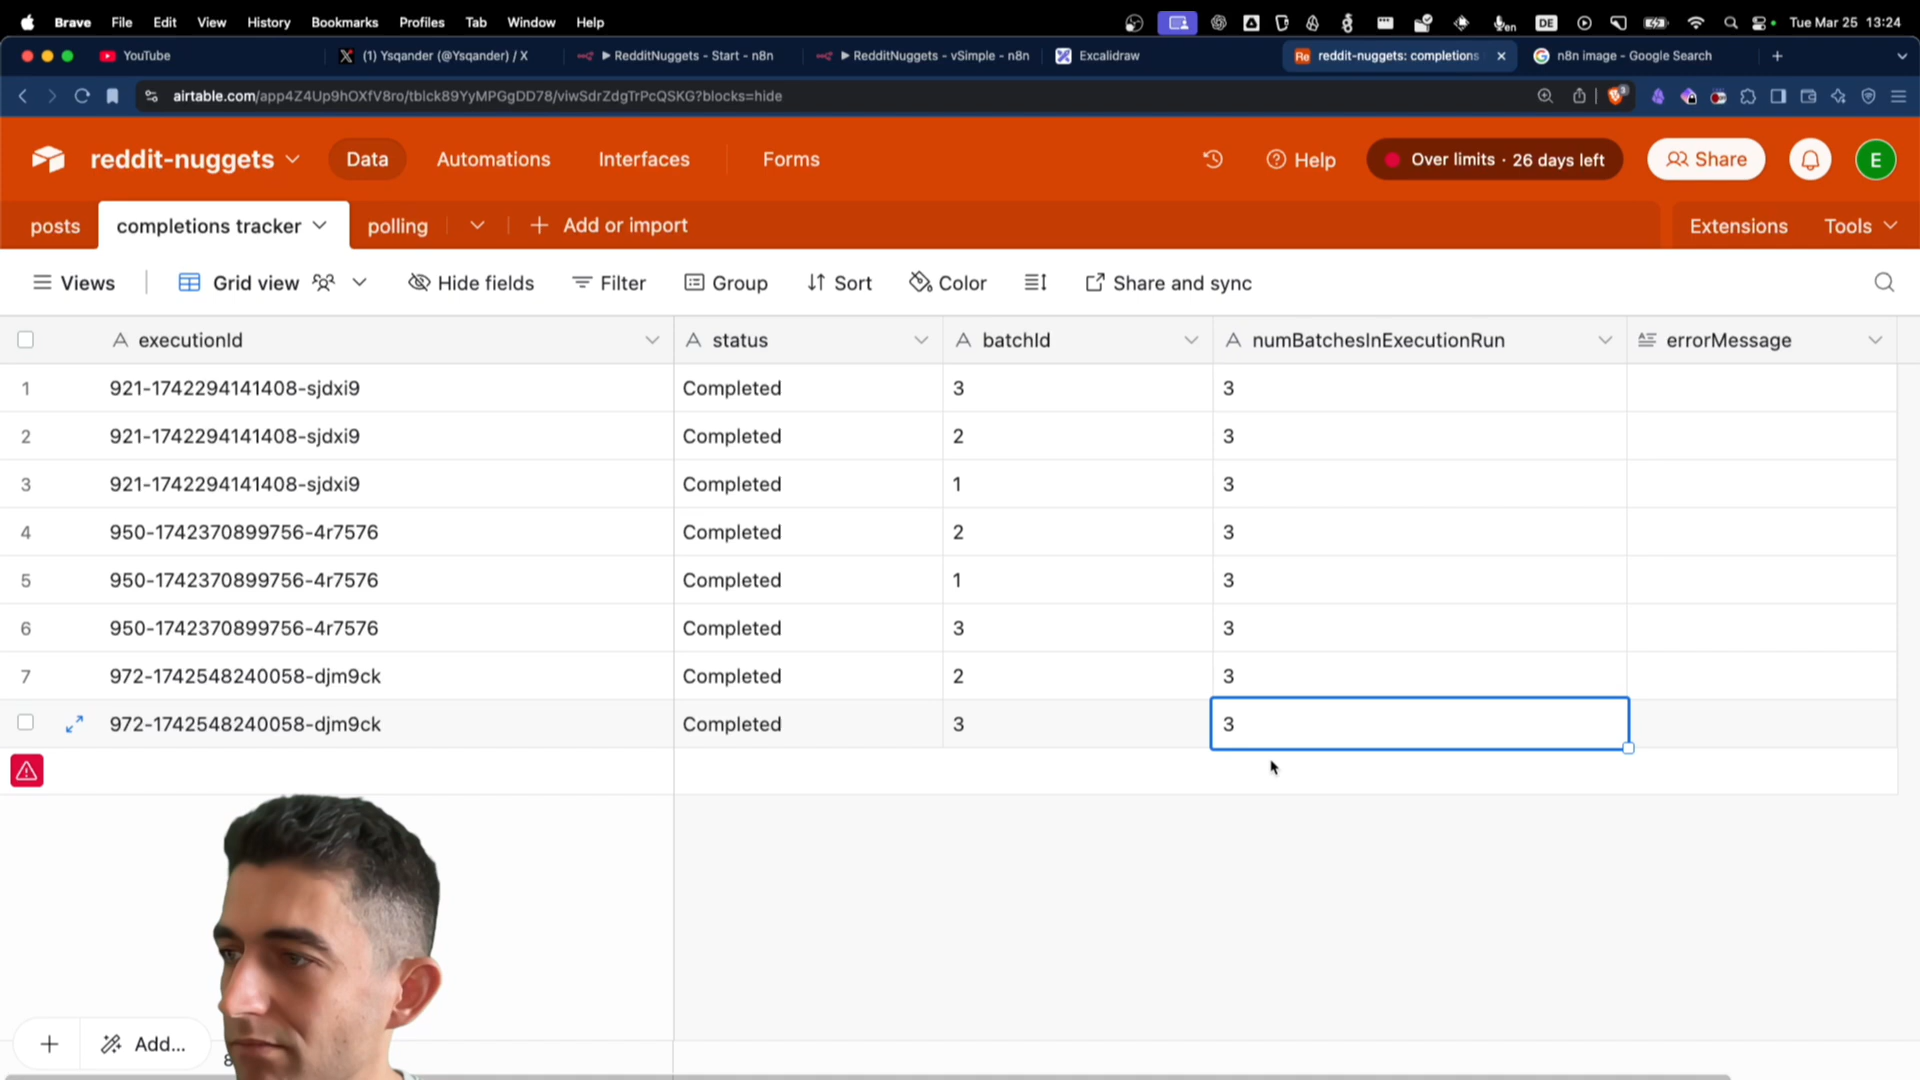 Brave File Edit View History Bookmarks Profiles Tab Window Help en DE Tue Mar 25 13:24
YouTube (1) Ysqander (@Ysqander) / X RedditNuggets - Start - n8n RedditNuggets - vSimple - n8n Excalidraw Re reddit-nuggets: completions n8n image - Google Search
airtable.com/app4Z4Up9hOXfV8ro/tblck89YyMPGgDD78/viwSdrZdgTrPcQSKG?blocks=hide 3
reddit-nuggets Data Automations Interfaces Forms Help Over limits · 26 days left Share E
posts completions tracker polling Add or import Extensions Tools
Views Grid view Hide fields Filter Group Sort Color Share and sync
executionId status batchId numBatchesInExecutionRun errorMessage
1 921-1742294141408-sjdxi9 Completed 3 3
2 921-1742294141408-sjdxi9 Completed 2 3
3 921-1742294141408-sjdxi9 Completed 1 3
4 950-1742370899756-4r7576 Completed 2 3
5 950-1742370899756-4r7576 Completed 1 3
6 950-1742370899756-4r7576 Completed 3 3
7 972-1742548240058-djm9ck Completed 2 3
972-1742548240058-djm9ck Completed 3 3
Add...